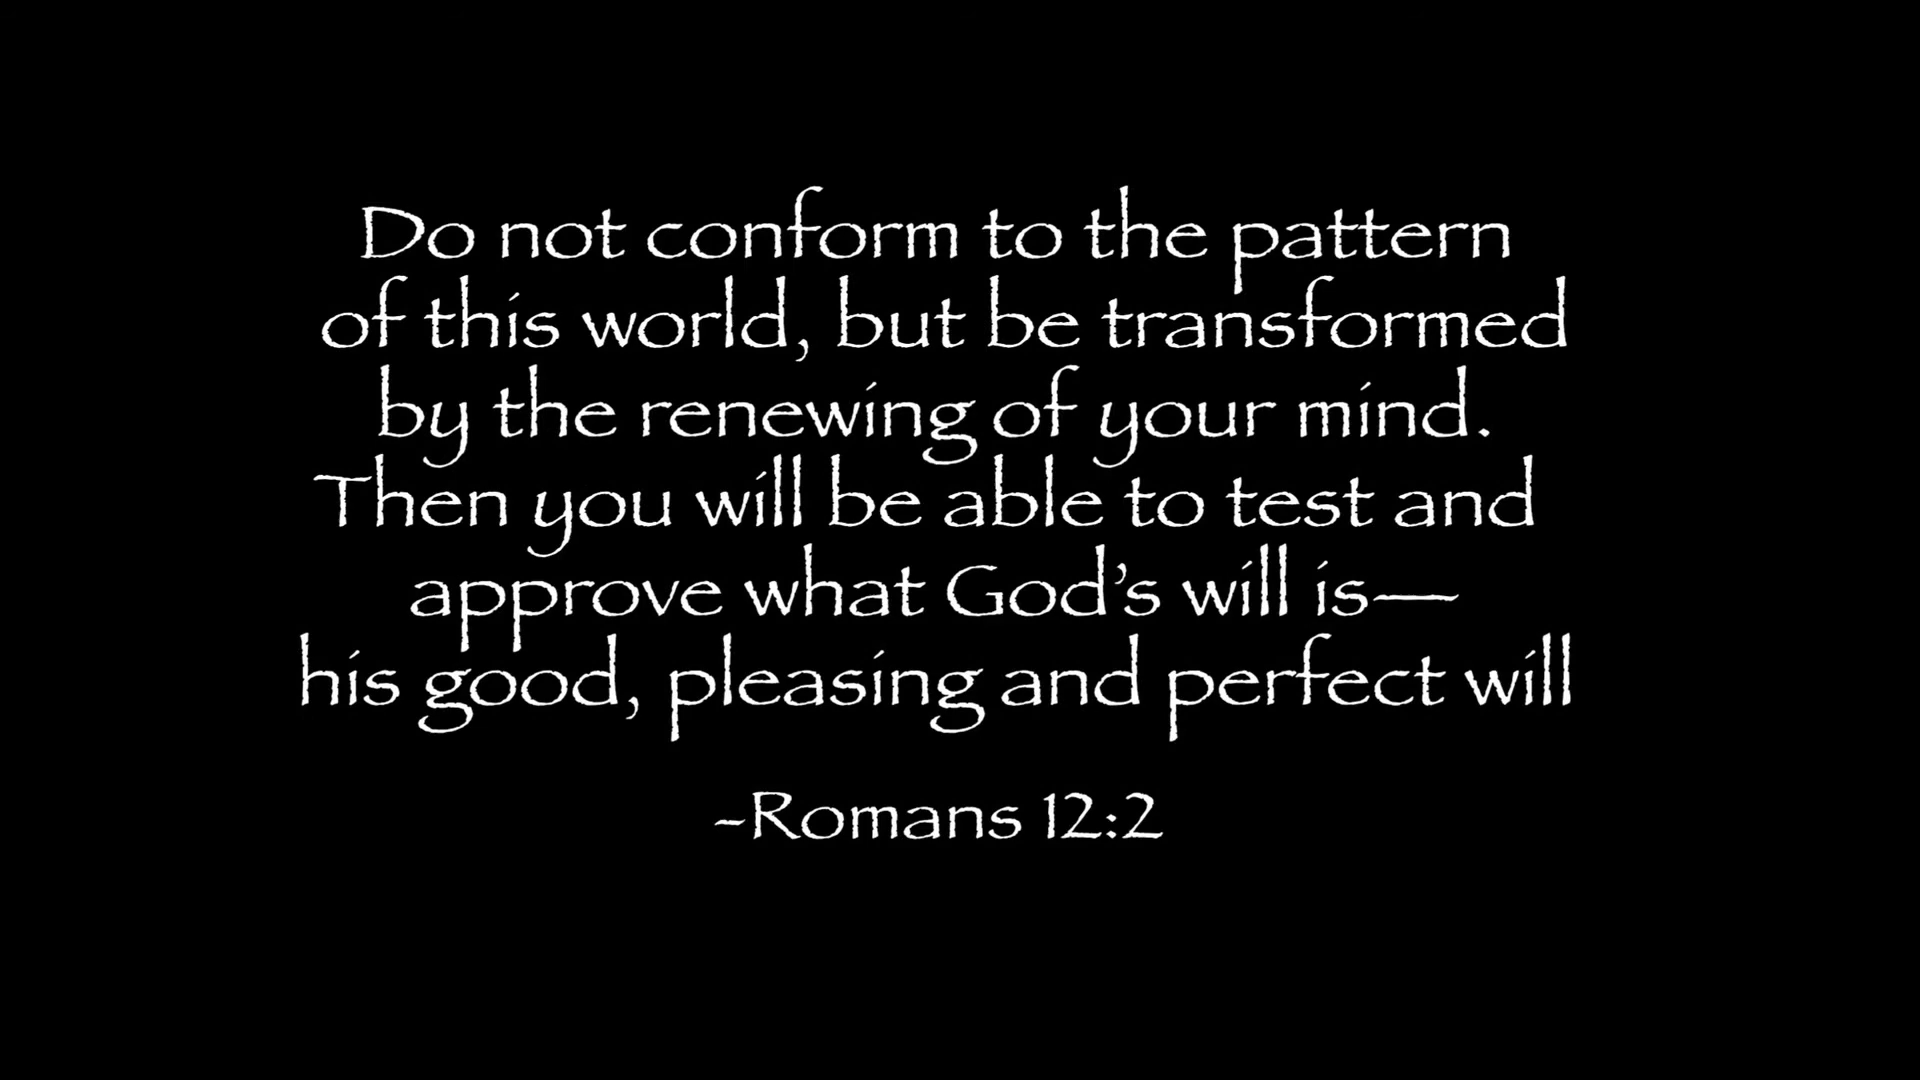 Do not conform to the pattern
of this world, but be transformed
by the renewing of your mind.
Then you will be able to test and
approve what God’s will is—
his good, pleasing and perfect will
-Romans 12:2